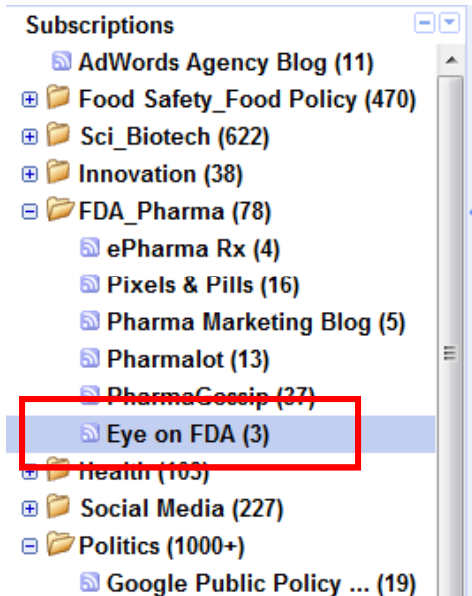 Subscriptions
AdWords Agency Blog (11)
Food Safety_Food Policy (470)
Sci_Biotech (622)
Innovation (38)
FDA_Pharma (78)
ePharma Rx (4)
Pixels & Pills (16)
Pharma Marketing Blog (5)
Pharmalot (13)
PharmaGossip (37)
Eye on FDA (3)
Health (103)
Social Media (227)
Politics (1000+)
Google Public Policy ... (19)